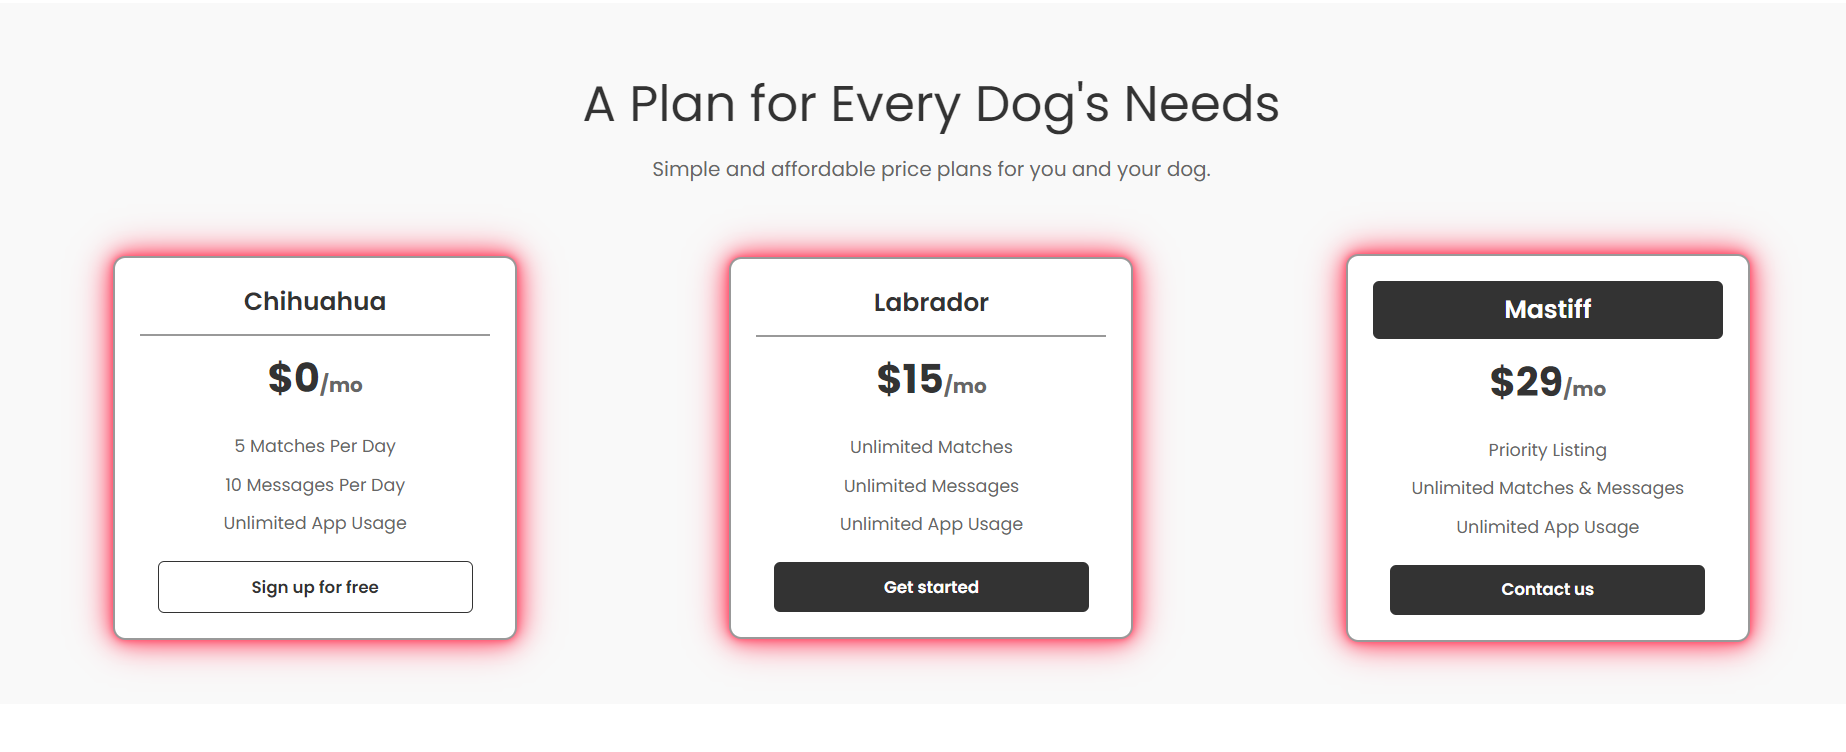 A Plan for Every Dog's Needs
Simple and affordable price plans for you and your dog.
Chihuahua
$0/mo
5 Matches Per Day
10 Messages Per Day
Unlimited App Usage
Sign up for free
Labrador
$15/mo
Unlimited Matches
Unlimited Messages
Unlimited App Usage
Get started
Mastiff
$29/mo
Priority Listing
Unlimited Matches & Messages
Unlimited App Usage
Contact us